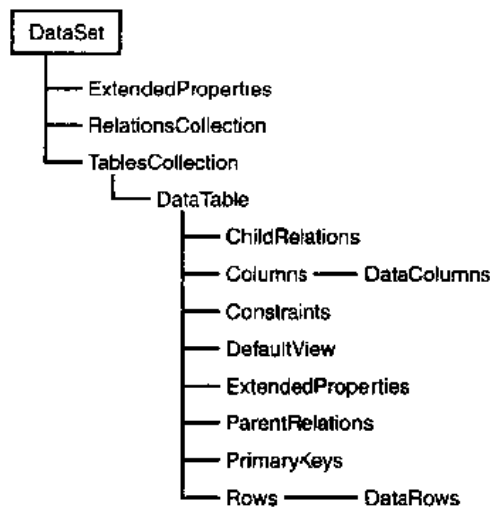 DataSet
ExtendedProperties
RelationsCollection
TablesCollection
DataTable
ChildRelations
Columns DataColumns
Constraints
DefaultView
ExtendedProperties
ParentRelations
PrimaryKeys
Rows DataRows